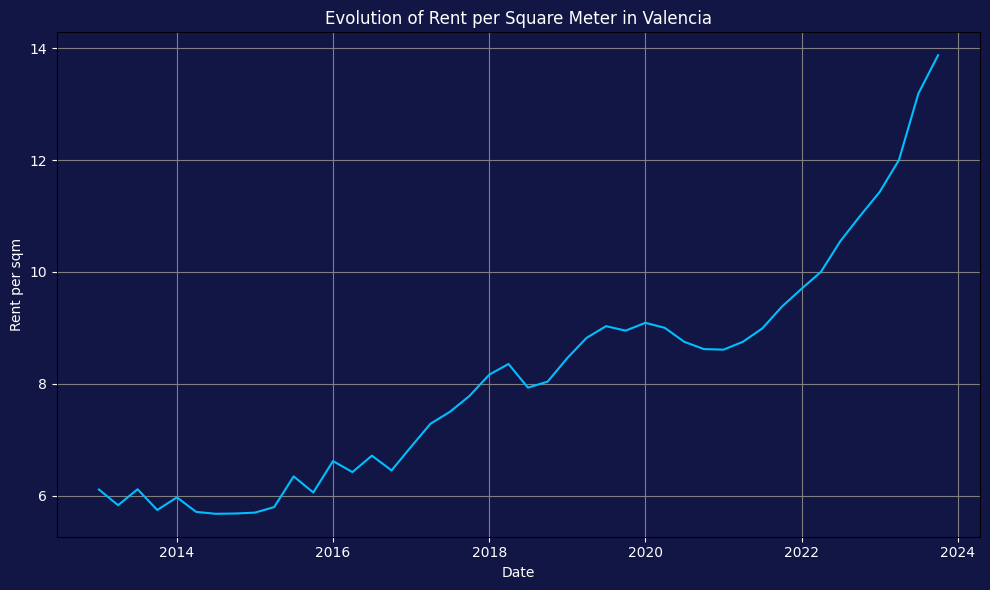 Evolution of Rent per Square Meter in Valencia
14
12
10
8
6
Rent per sqm
2014 2016 2018 2020 2022 2024
Date